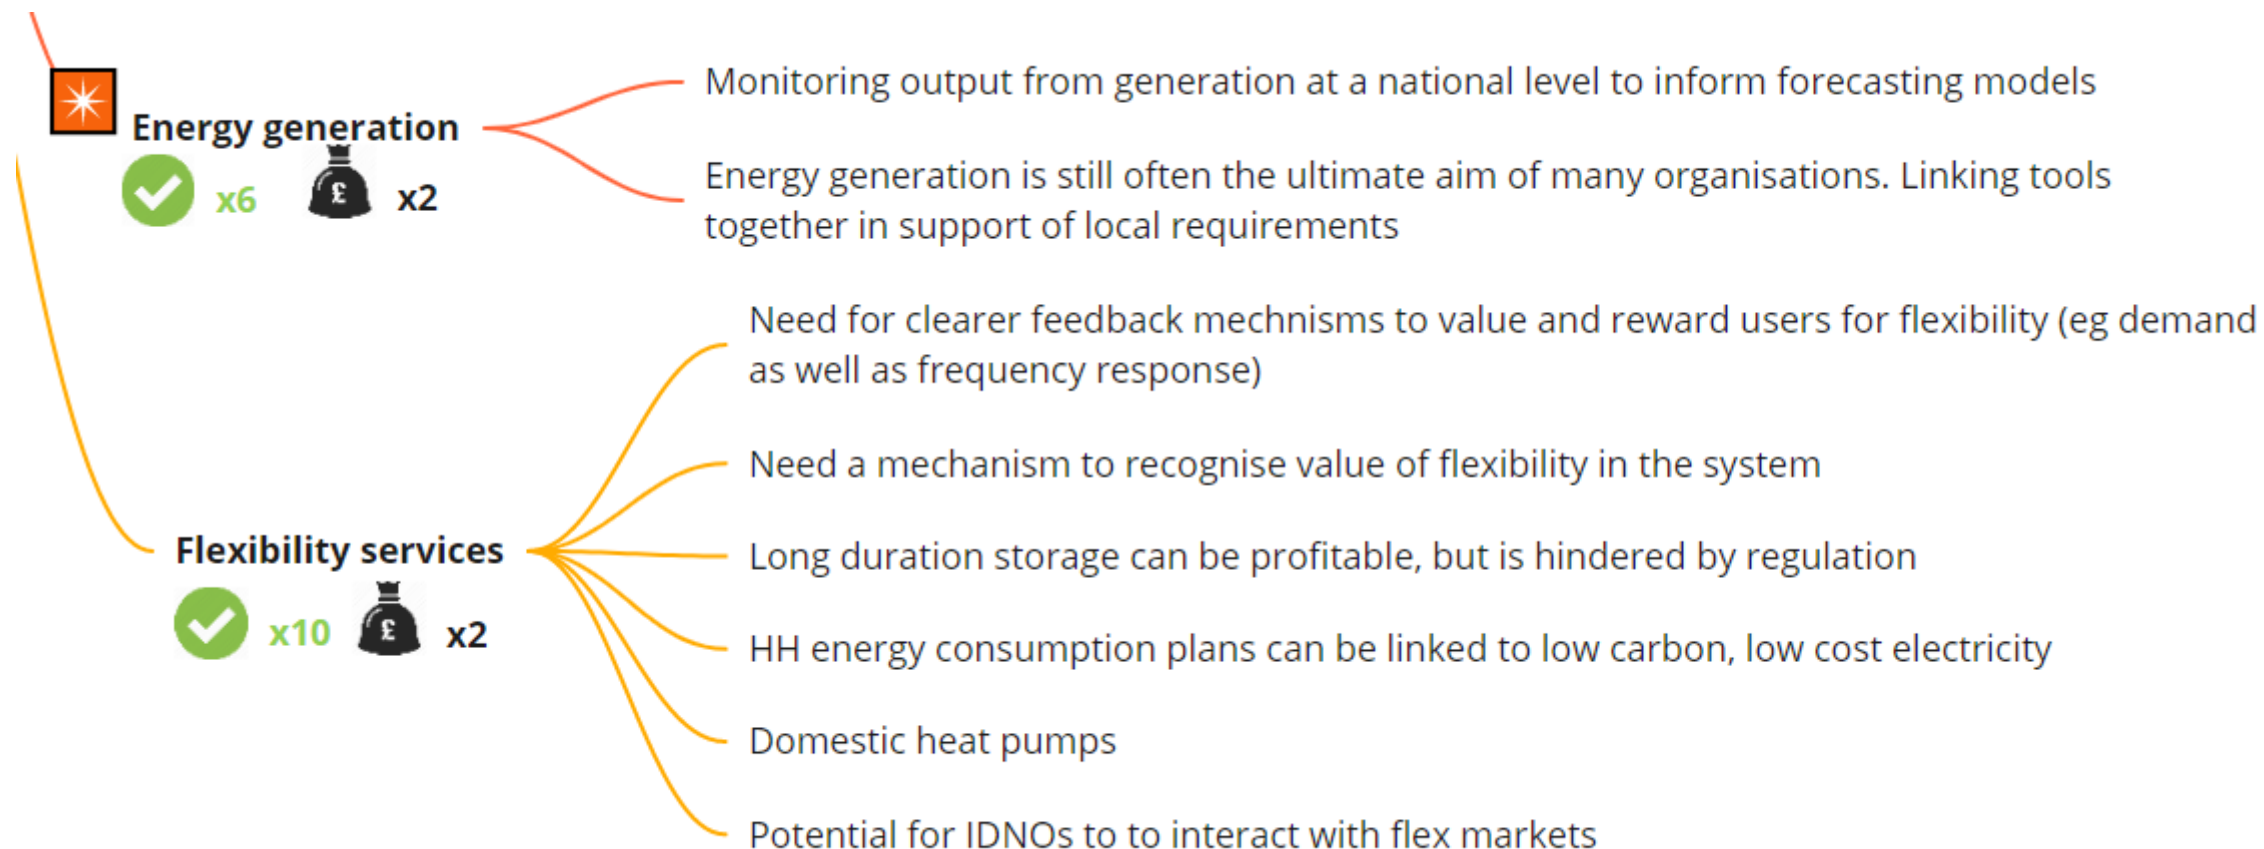 Monitoring output from generation at a national level to inform forecasting models
Energy generation
£
x6
x2
Energy generation is still often the ultimate aim of many organisations. Linking tools
together in support of local requirements
Need for clearer feedback mechnisms to value and reward users for flexibility (eg demand
as well as frequency response)
Need a mechanism to recognise value of flexibility in the system
Flexibility services
£
x10
x2
Long duration storage can be profitable, but is hindered by regulation
HH energy consumption plans can be linked to low carbon, low cost electricity
Domestic heat pumps
Potential for IDNOs to to interact with flex markets